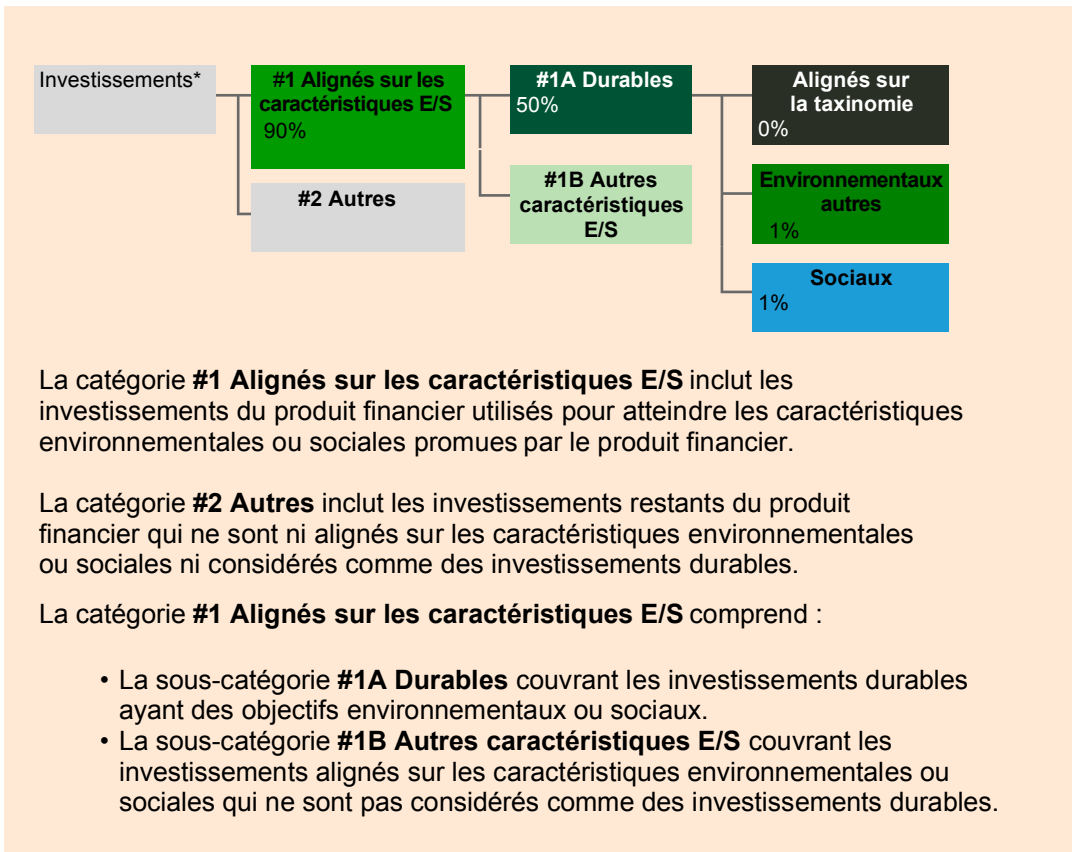 Investissements*
#1 Alignés sur les
caractéristiques E/S
90%
#2 Autres
#1A Durables
50%
#1B Autres
caractéristiques
E/S
Alignés sur
la taxinomie
0%
Environnementaux
autres
1%
Sociaux
1%
La catégorie #1 Alignés sur les caractéristiques E/S inclut les
investissements du produit financier utilisés pour atteindre les caractéristiques
environnementales ou sociales promues par le produit financier.
La catégorie #2 Autres inclut les investissements restants du produit
financier qui ne sont ni alignés sur les caractéristiques environnementales
ou sociales ni considérés comme des investissements durables.
La catégorie #1 Alignés sur les caractéristiques E/S comprend :
• La sous-catégorie #1A Durables couvrant les investissements durables
ayant des objectifs environnementaux ou sociaux.
• La sous-catégorie #1B Autres caractéristiques E/S couvrant les
investissements alignés sur les caractéristiques environnementales ou
sociales qui ne sont pas considérés comme des investissements durables.